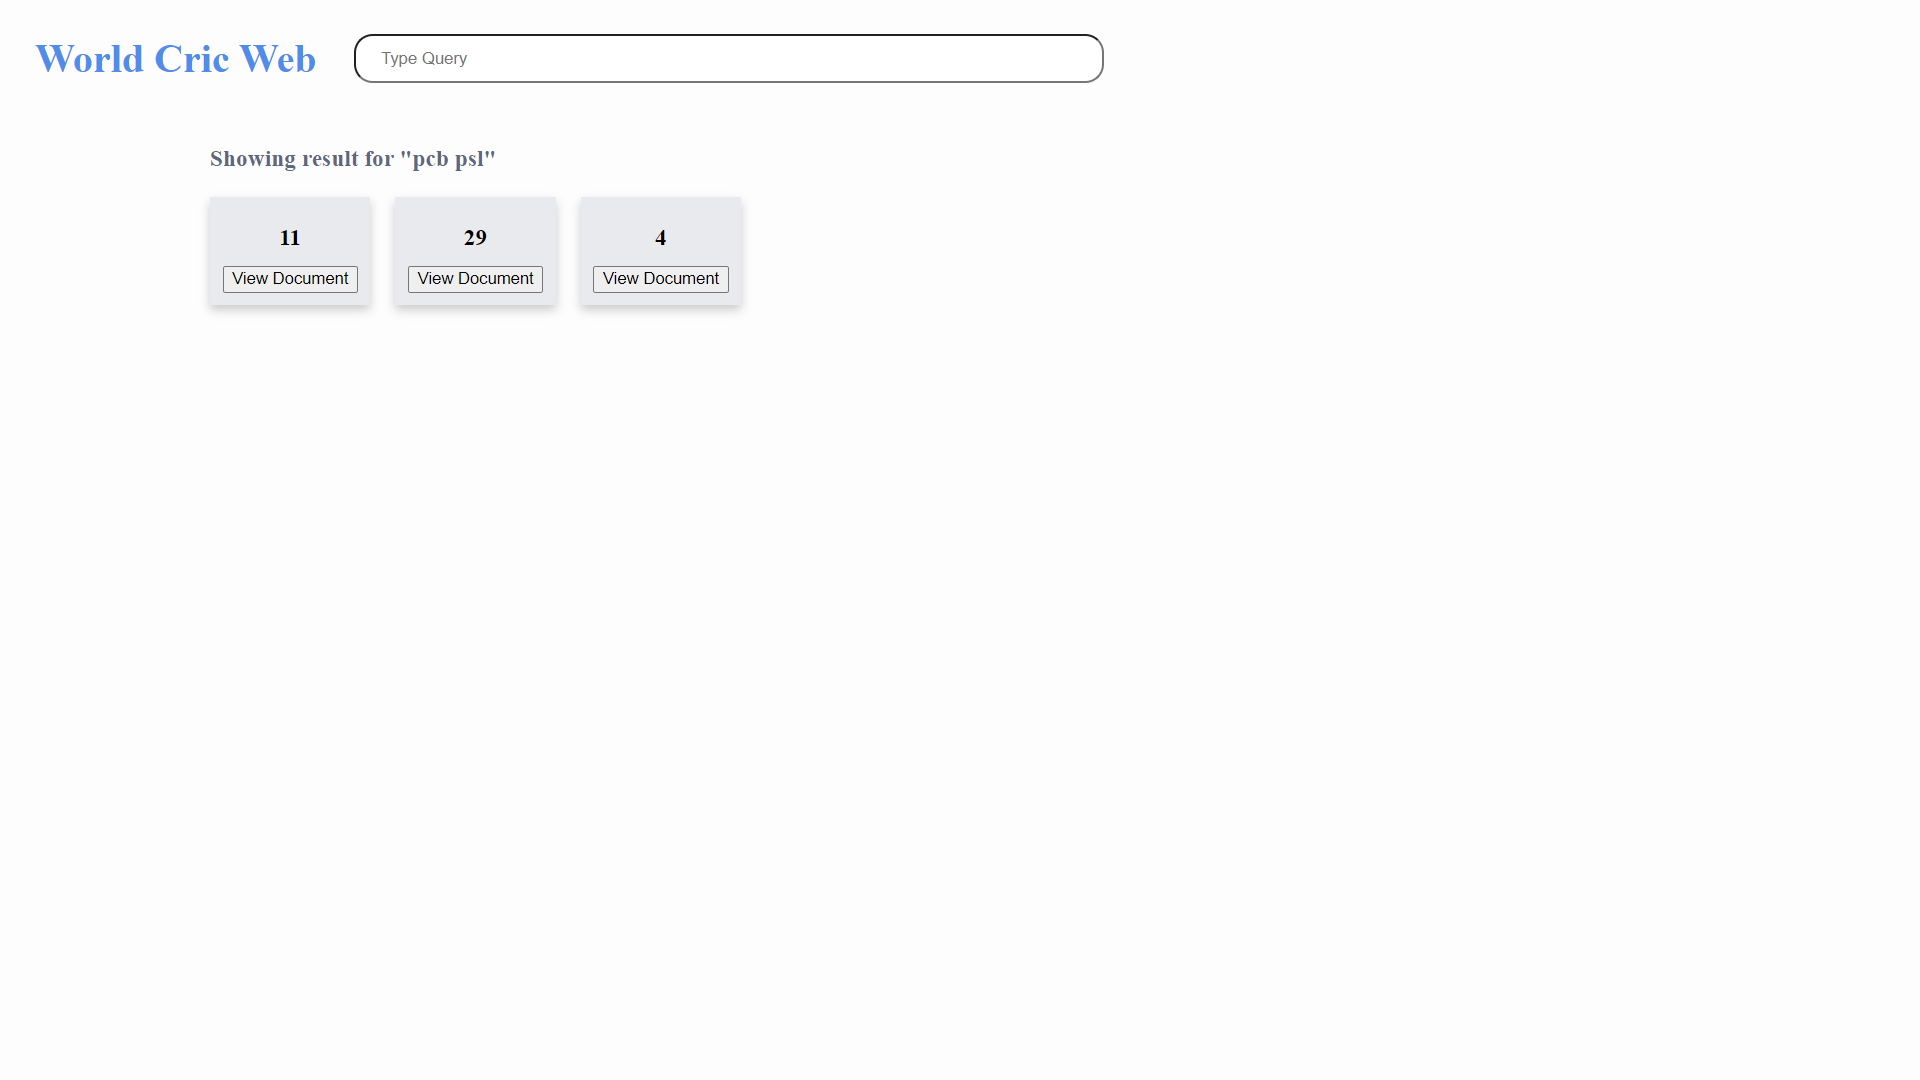 World Cric Web
Type Query
Showing result for "pcb psl"
11
29
4
View Document
View Document
View Document